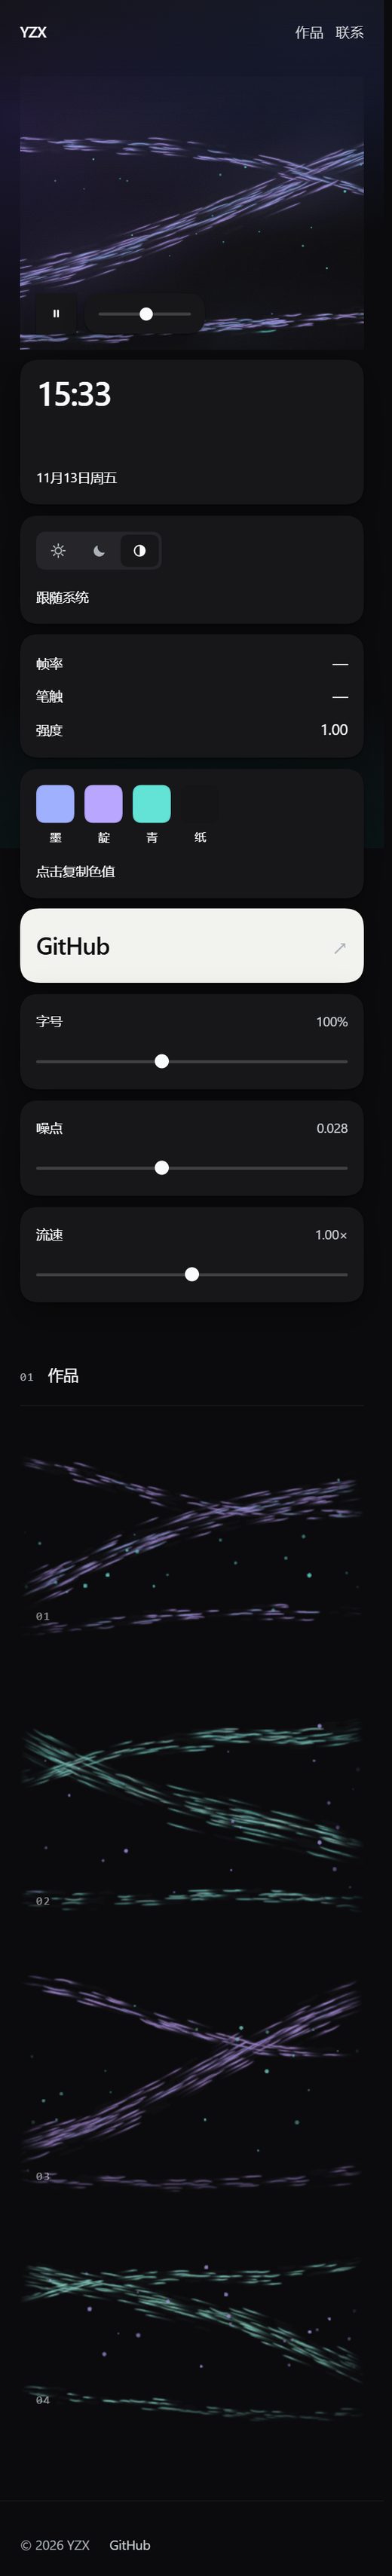 YZX
作品 联系
15:33
11月13日周五
跟随系统
帧率 —
笔触 —
强度 1.00
墨 靛 青 纸
点击复制色值
GitHub ↗
字号 100%
噪点 0.028
流速 1.00×
01 作品
01
02
03
04
© 2026 YZX GitHub